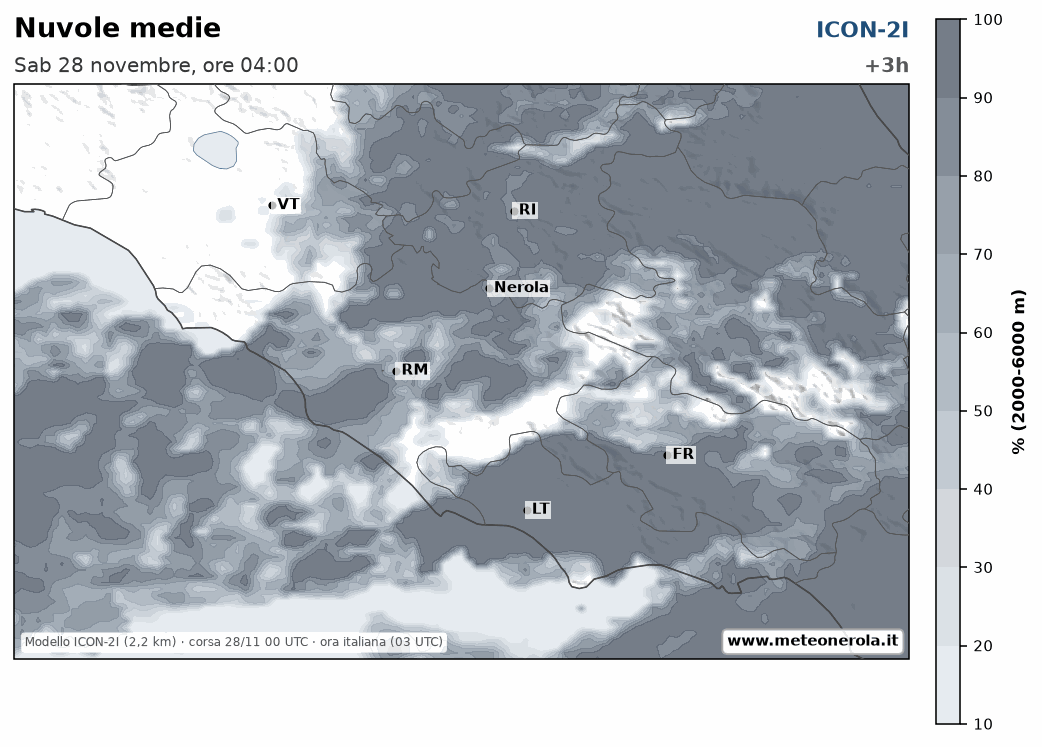 Nuvole medie
ICON-2I
Sab 28 novembre, ore 04:00
+3h
100
90
80
70
60
50
40
30
20
10
% (2000-6000 m)
VT
RI
Nerola
RM
FR
LT
Modello ICON-2I (2,2 km) · corsa 28/11 00 UTC · ora italiana (03 UTC)
www.meteonerola.it